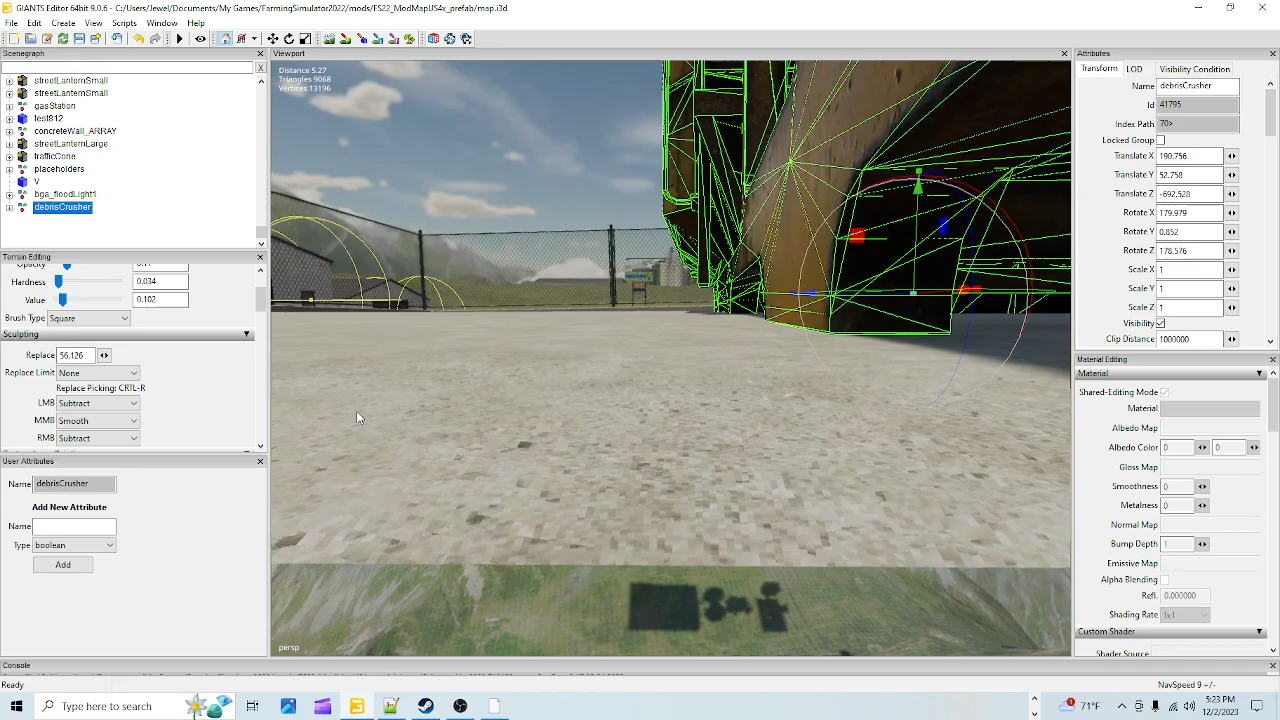 GIANTS Editor 64bit 9.0.6 - C:/Users/Jewel/Documents/My Games/FarmingSimulator2022/mods/FS22_ModMapUS4x_prefab/map.i3d
File Edit Create View Scripts Window Help
Scenegraph
X
streetLanternSmall
streetLanternSmall
gasStation
test812
concreteWall_ARRAY
streetLanternLarge
trafficCone
placeholders
V
bga_floodLight1
debrisCrusher
Terrain Editing
Hardness 0.034
Value 0.102
Brush Type Square
Sculpting
Replace 56.126
Replace Limit None
Replace Picking: CRTL-R
LMB Subtract
MMB Smooth
RMB Subtract
User Attributes
Name debrisCrusher
Add New Attribute
Name
Type boolean
Add
Viewport
Distance 5.27
Triangles 9068
Vertices 13196
persp
Attributes
Transform LOD Visibility Condition
Name debrisCrusher
Id 41795
Index Path 70>
Locked Group
Translate X 190.756
Translate Y 52.758
Translate Z -692.528
Rotate X 179.979
Rotate Y 0.852
Rotate Z 178.576
Scale X 1
Scale Y 1
Scale Z 1
Visibility
Clip Distance 1000000
Material Editing
Material
Shared-Editing Mode
Material
Albedo Map
Albedo Color 0 0
Gloss Map
Smoothness 0
Metalness 0
Normal Map
Bump Depth 1
Emissive Map
Alpha Blending
Refl. 0.000000
Shading Rate 1x1
Custom Shader
Shader Source
Console
Ready
NavSpeed 9 +/-
Type here to search
71°F
5:23 PM
12/2/2023